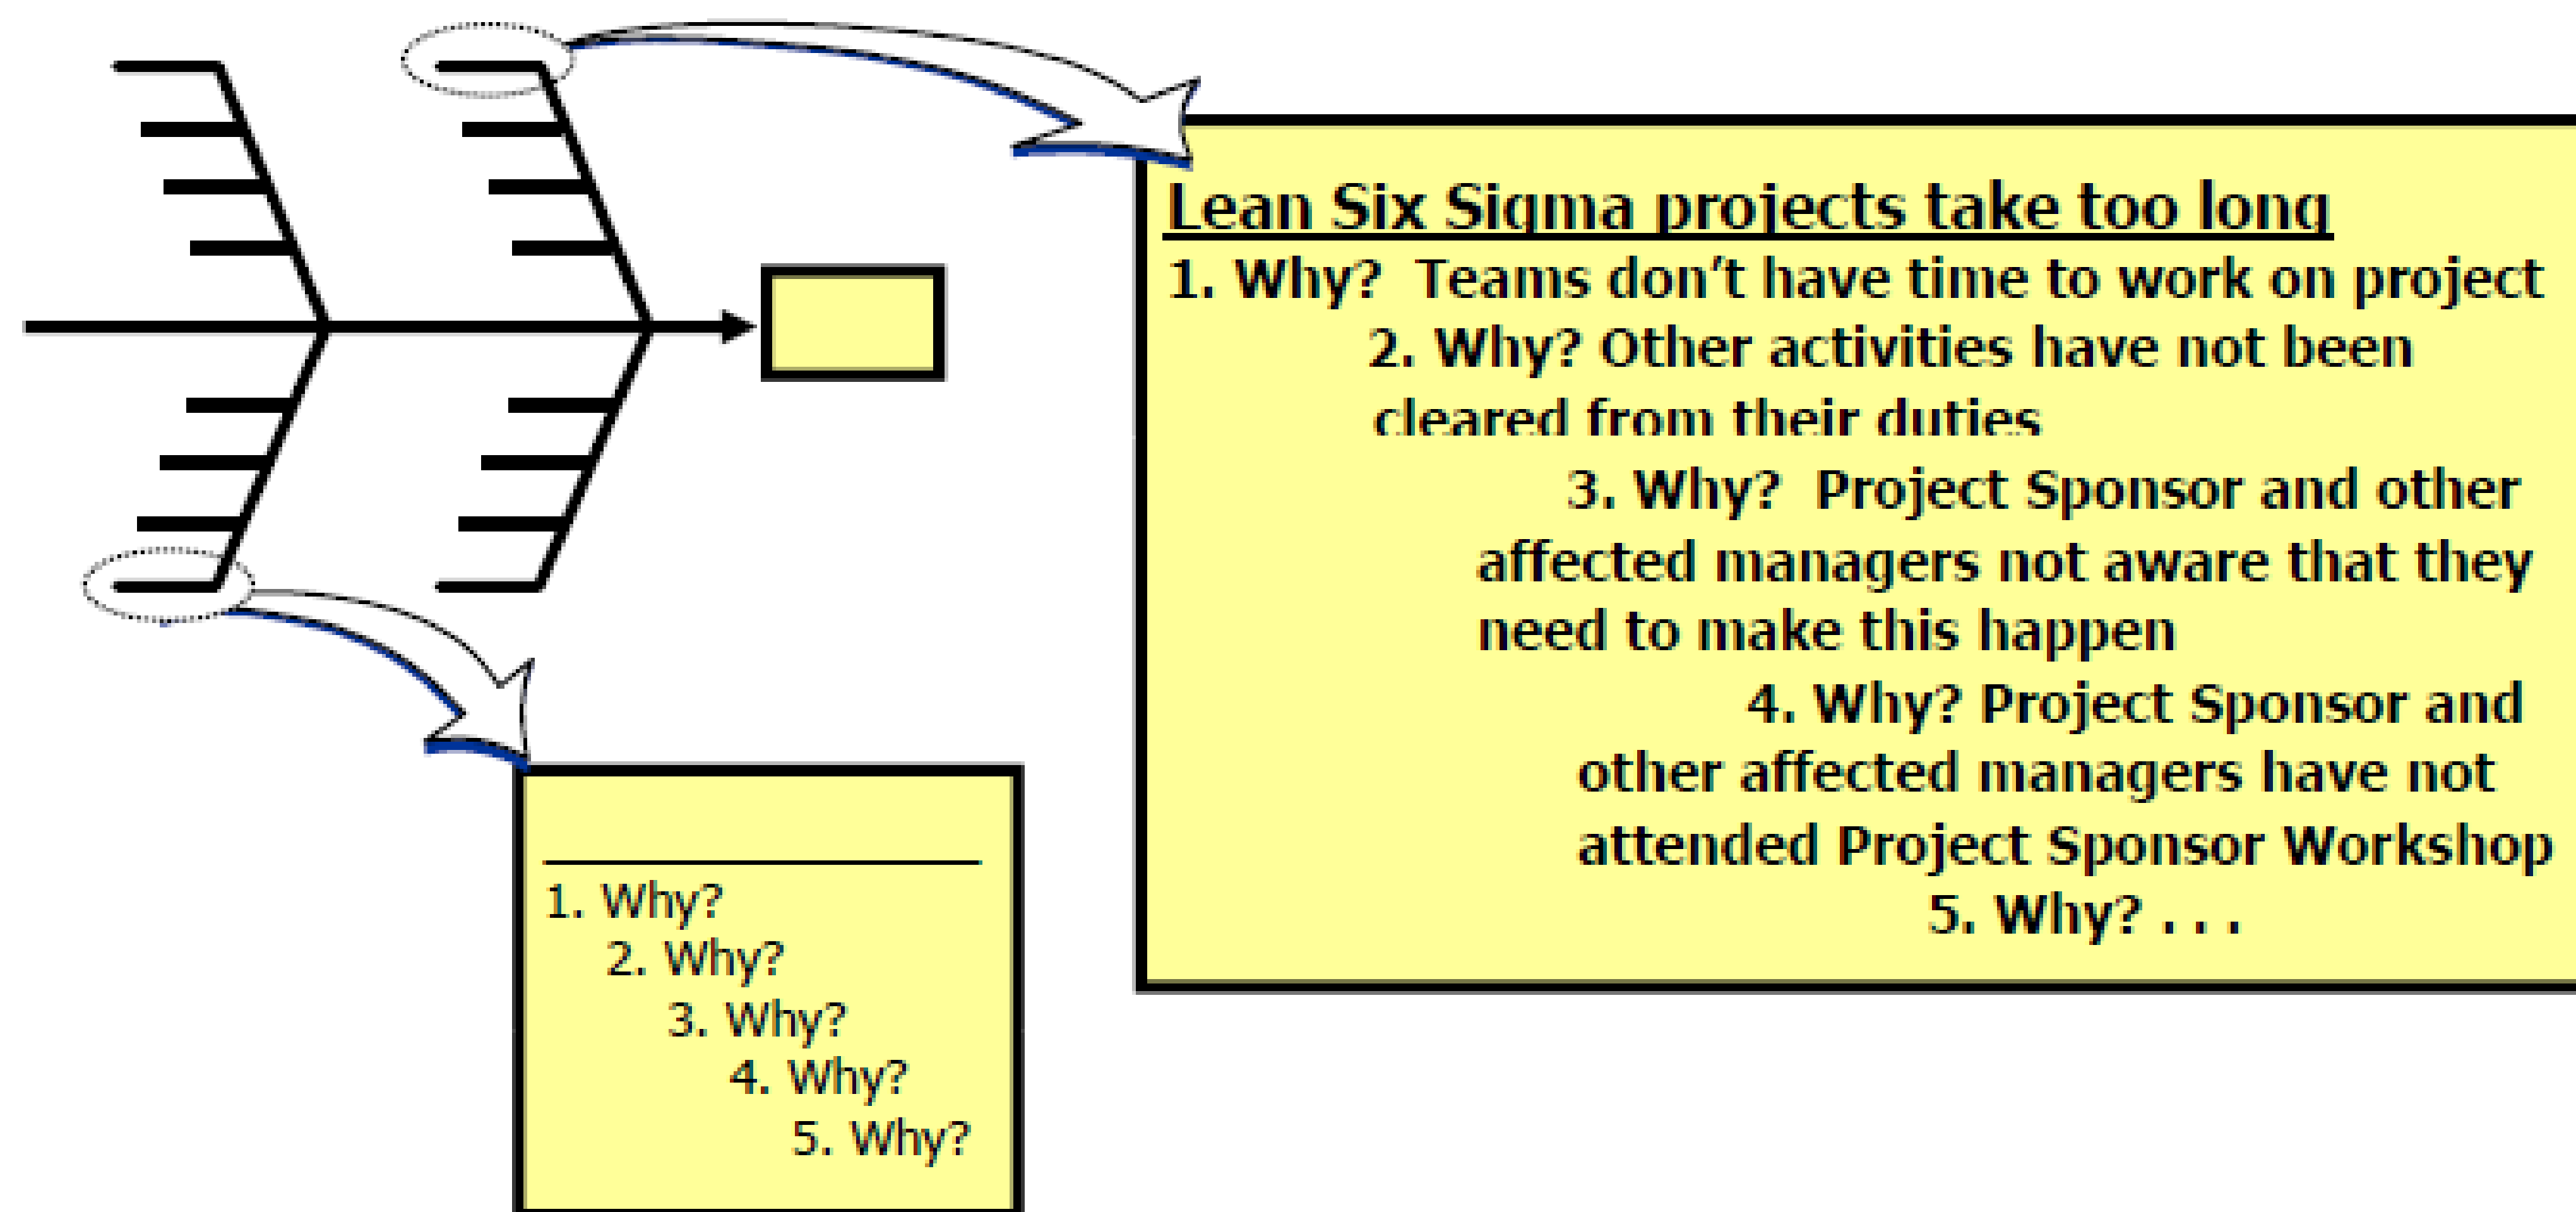 Lean Six Sigma projects take too long
1. Why? Teams don't have time to work on project
2. Why? Other activities have not been
cleared from their duties
3. Why? Project Sponsor and other
affected managers not aware that they
need to make this happen
4. Why? Project Sponsor and
other affected managers have not
attended Project Sponsor Workshop
5. Why? . . .
1. Why?
2. Why?
3. Why?
4. Why?
5. Why?